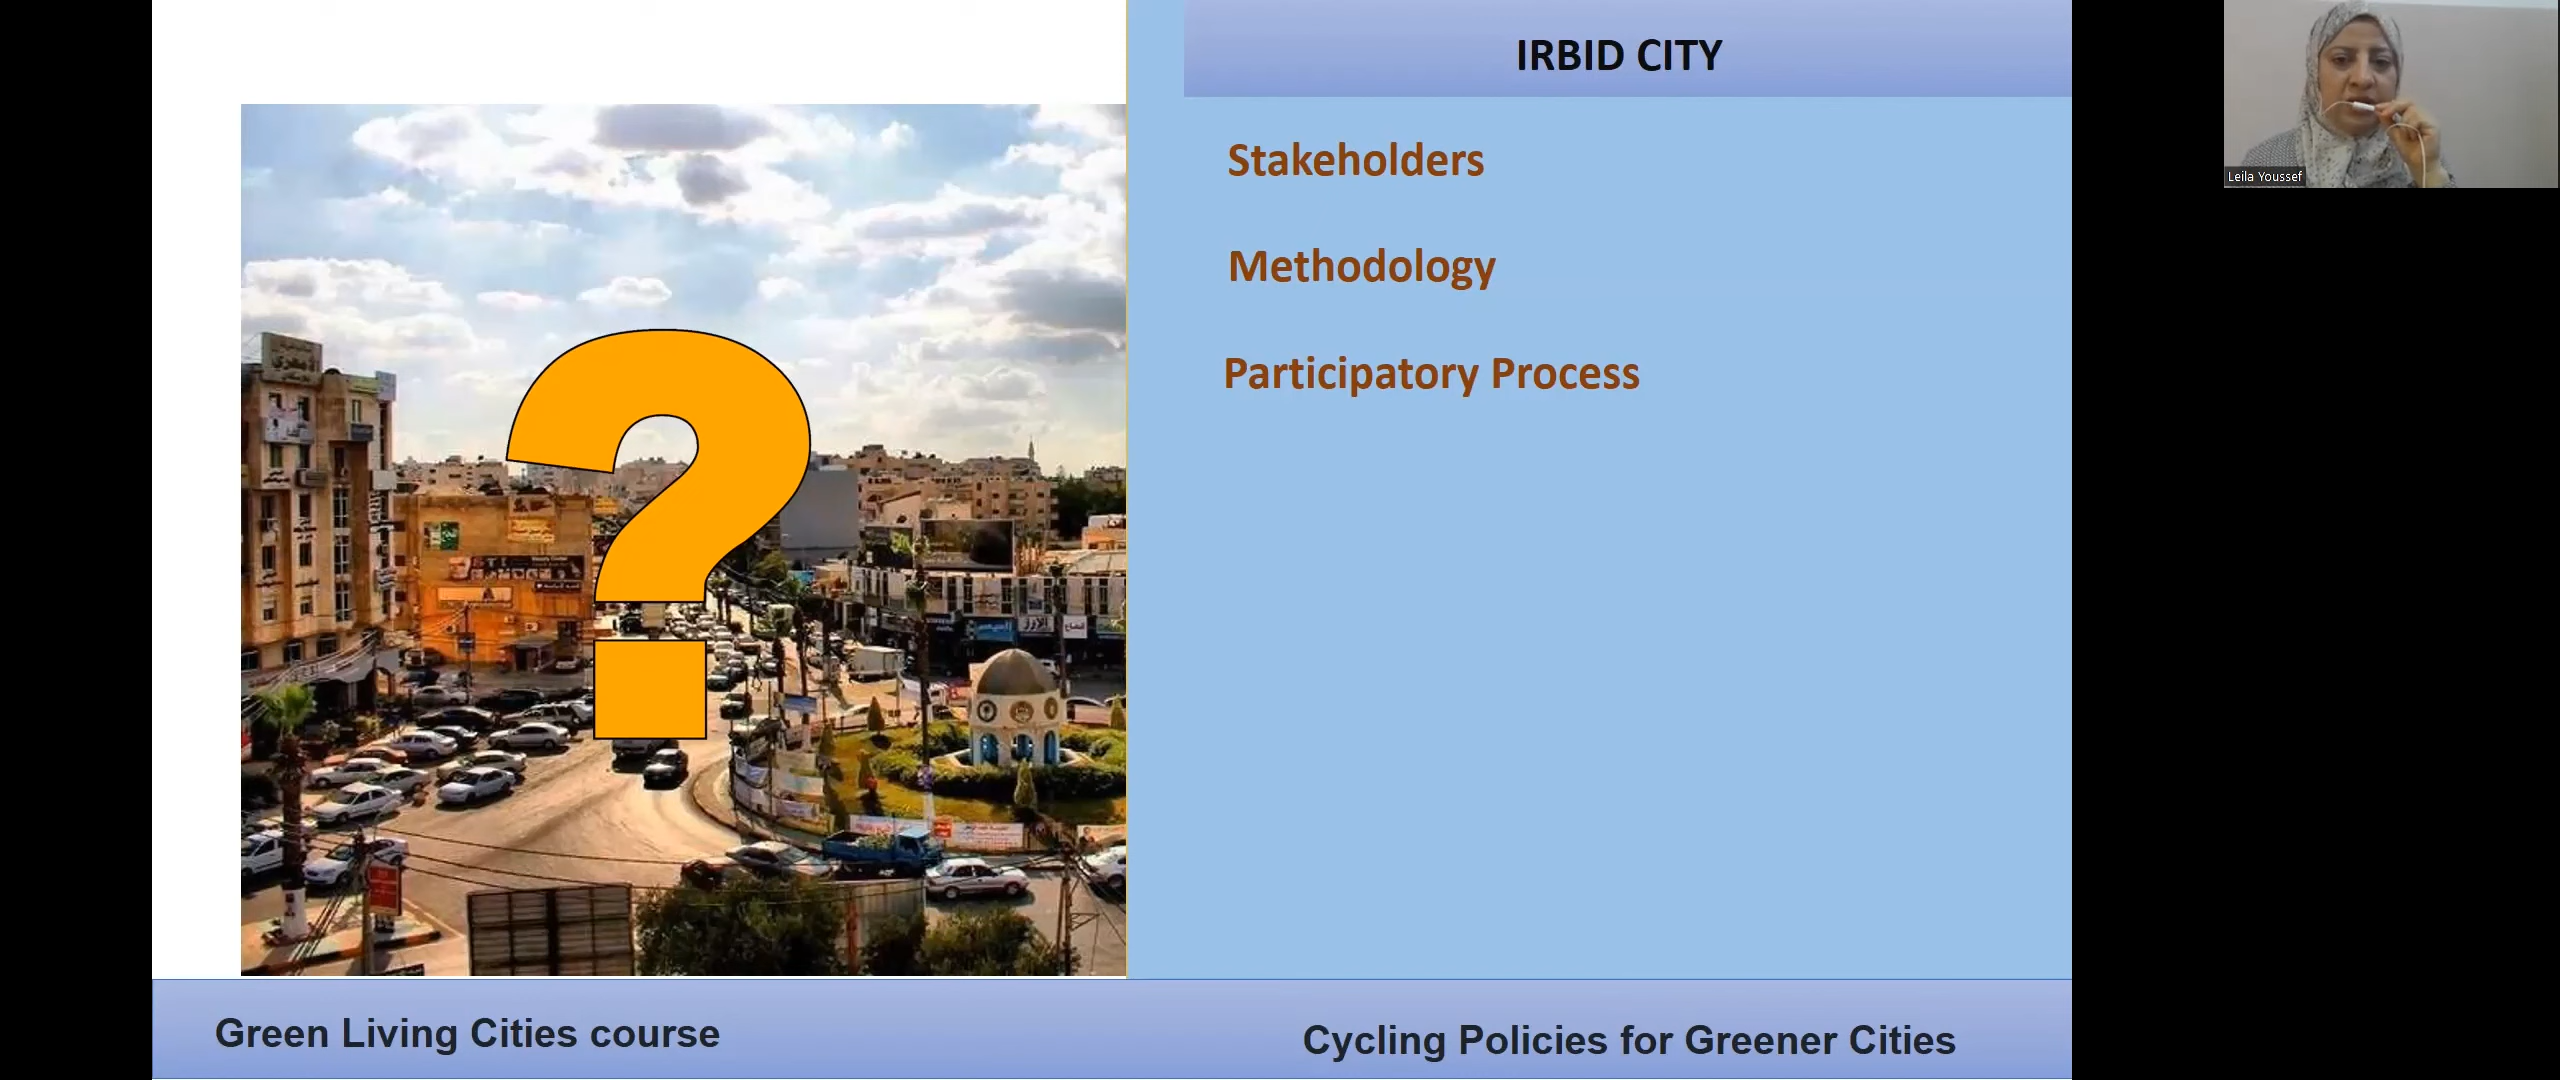 IRBID CITY
Stakeholders
Methodology
Participatory Process
Leila Youssef
Green Living Cities course
Cycling Policies for Greener Cities